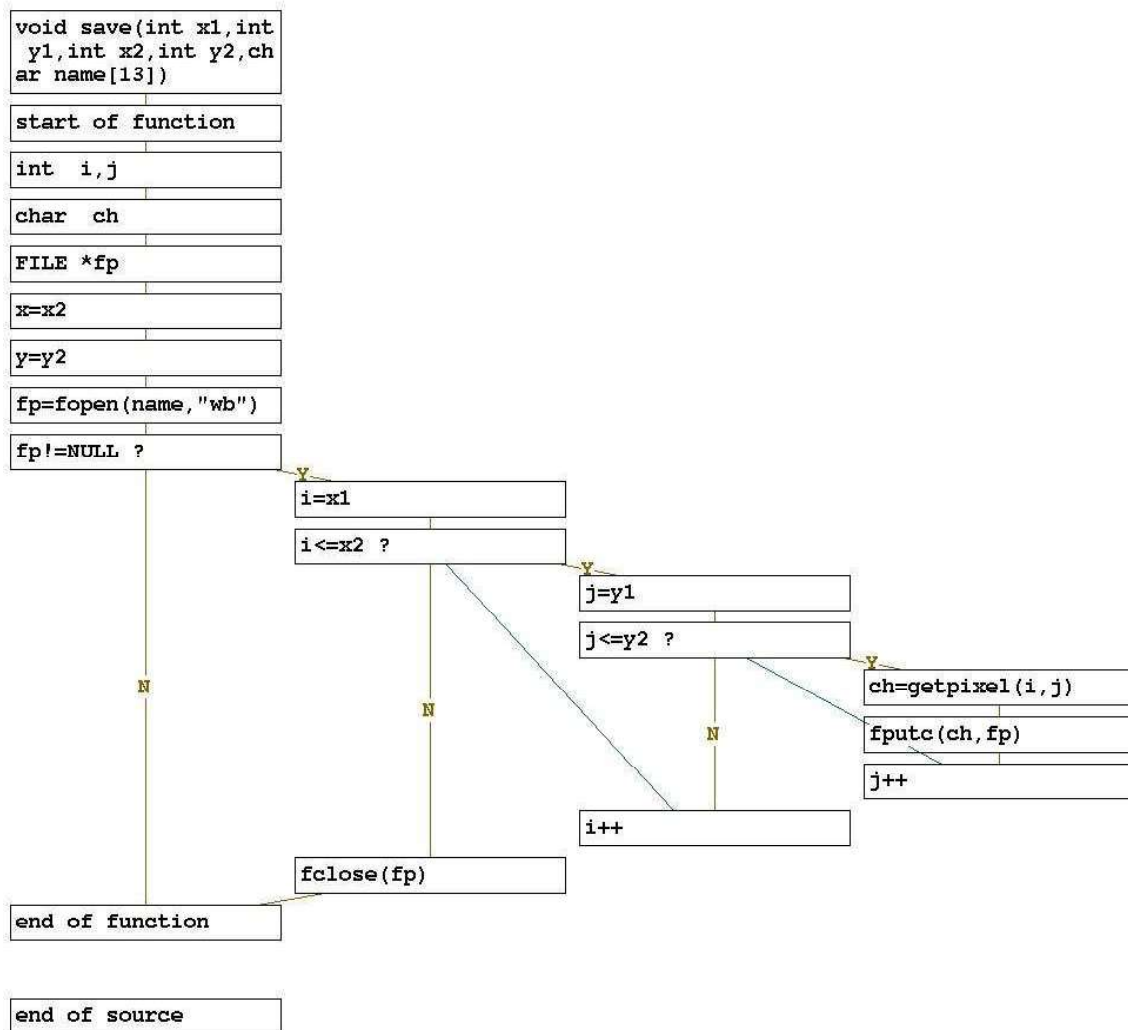 void save(int x1,int
y1,int x2,int y2,ch
ar name[13])
start of function
int  i,j
char  ch
FILE *fp
x=x2
y=y2
fp=fopen(name,"wb")
fp!=NULL ?
Y
i=x1
i<=x2 ?
Y
j=y1
j<=y2 ?
Y
ch=getpixel(i,j)
N
N
N
fputc(ch,fp)
j++
i++
fclose(fp)
end of function
end of source